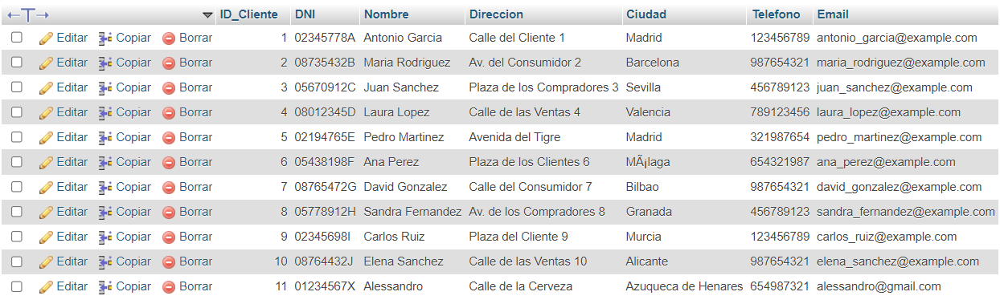 ID_Cliente DNI Nombre Direccion Ciudad Telefono Email
Editar Copiar Borrar 1 02345778A Antonio Garcia Calle del Cliente 1 Madrid 123456789 antonio_garcia@example.com
Editar Copiar Borrar 2 08735432B Maria Rodriguez Av. del Consumidor 2 Barcelona 987654321 maria_rodriguez@example.com
Editar Copiar Borrar 3 05670912C Juan Sanchez Plaza de los Compradores 3 Sevilla 456789123 juan_sanchez@example.com
Editar Copiar Borrar 4 08012345D Laura Lopez Calle de las Ventas 4 Valencia 789123456 laura_lopez@example.com
Editar Copiar Borrar 5 02194765E Pedro Martinez Avenida del Tigre Madrid 321987654 pedro_martinez@example.com
Editar Copiar Borrar 6 05438198F Ana Perez Plaza de los Clientes 6 MÃ¡laga 654321987 ana_perez@example.com
Editar Copiar Borrar 7 08765472G David Gonzalez Calle del Consumidor 7 Bilbao 987654321 david_gonzalez@example.com
Editar Copiar Borrar 8 05778912H Sandra Fernandez Av. de los Compradores 8 Granada 456789123 sandra_fernandez@example.com
Editar Copiar Borrar 9 02345698I Carlos Ruiz Plaza del Cliente 9 Murcia 123456789 carlos_ruiz@example.com
Editar Copiar Borrar 10 08764432J Elena Sanchez Calle de las Ventas 10 Alicante 987654321 elena_sanchez@example.com
Editar Copiar Borrar 11 01234567X Alessandro Calle de la Cerveza Azuqueca de Henares 654987321 alessandro@gmail.com